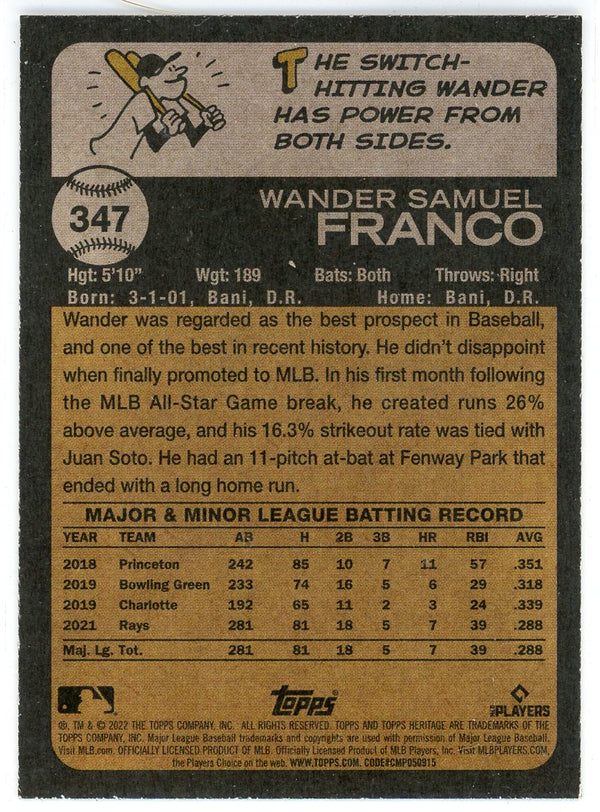 THE SWITCH-
HITTING WANDER
HAS POWER FROM
BOTH SIDES.
347
WANDER SAMUEL
FRANCO
Hgt: 5'10" Wgt: 189 Bats: Both Throws: Right
Born: 3-1-01, Bani, D.R. Home: Bani, D.R.
Wander was regarded as the best prospect in Baseball,
and one of the best in recent history. He didn't disappoint
when finally promoted to MLB. In his first month following
the MLB All-Star Game break, he created runs 26%
above average, and his 16.3% strikeout rate was tied with
Juan Soto. He had an 11-pitch at-bat at Fenway Park that
ended with a long home run.
MAJOR & MINOR LEAGUE BATTING RECORD
YEAR TEAM AB H 2B 3B HR RBI AVG
2018 Princeton 242 85 10 7 11 57 .351
2019 Bowling Green 233 74 16 5 6 29 .318
2019 Charlotte 192 65 11 2 3 24 .339
2021 Rays 281 81 18 5 7 39 .288
Maj. Lg. Tot. 281 81 18 5 7 39 .288
TOPPS MLB PLAYERS
®, TM & © 2022 THE TOPPS COMPANY, INC. ALL RIGHTS RESERVED. TOPPS AND TOPPS HERITAGE ARE TRADEMARKS OF THE
TOPPS COMPANY, INC. Major League Baseball trademarks and copyrights are used with permission of Major League Baseball.
Visit MLB.com. OFFICIALLY LICENSED PRODUCT OF MLB. Officially Licensed Product of MLB Players, Inc. Visit MLBPLAYERS.COM,
the Players Choice on the web. WWW.TOPPS.COM. CODE#CMP050915